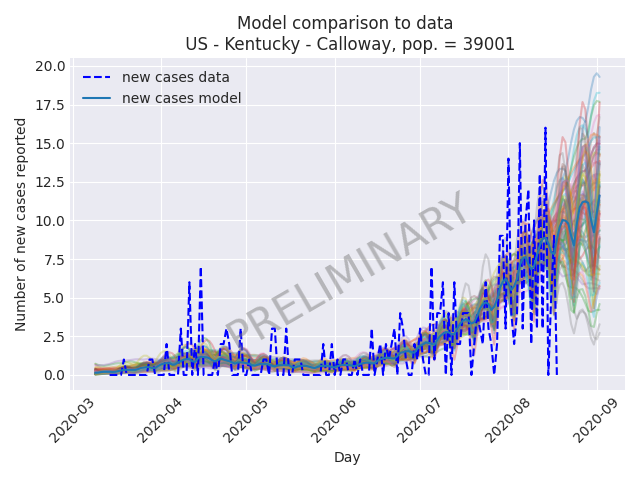 Model comparison to data
US - Kentucky - Calloway, pop. = 39001
20.0
17.5
15.0
12.5
10.0
7.5
5.0
2.5
0.0
Number of new cases reported
new cases data
new cases model
PRELIMINARY
2020-03
2020-04
2020-05
2020-06
2020-07
2020-08
2020-09
Day